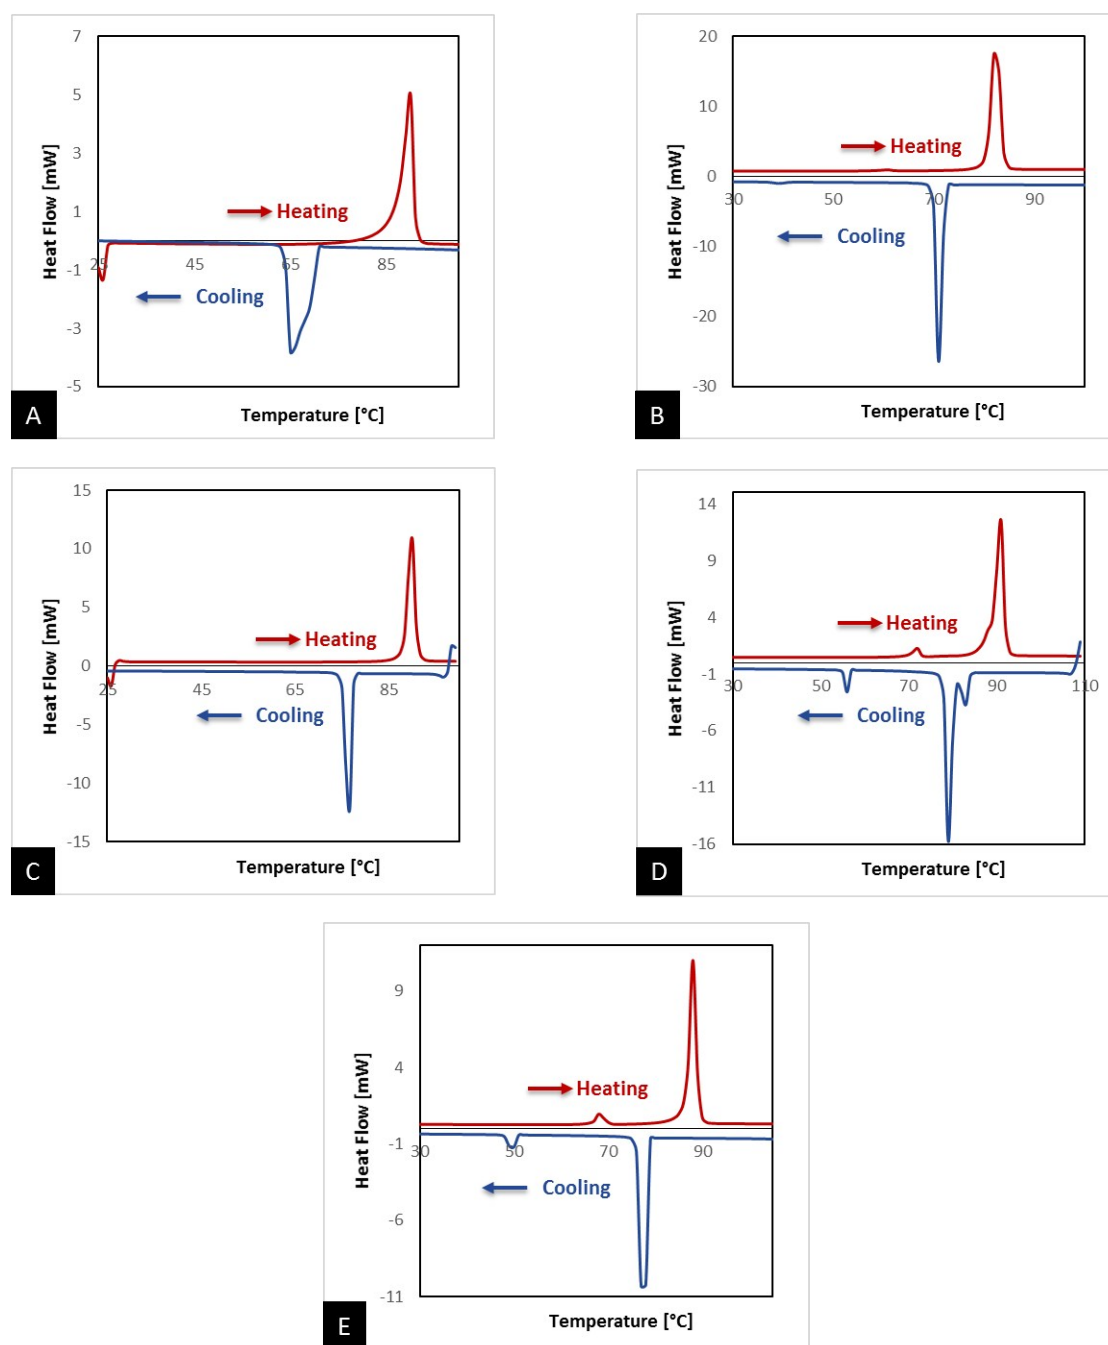 7
5
3
1
-1
-3
-5
25
45
65
85
Heat Flow [mW]
Heating
Cooling
Temperature [°C]
A
20
10
0
-10
-20
-30
30
50
70
90
Heat Flow [mW]
Heating
Cooling
Temperature [°C]
B
15
10
5
0
-5
-10
-15
25
45
65
85
Heat Flow [mW]
Heating
Cooling
Temperature [°C]
C
14
9
4
-1
-6
-11
-16
30
50
70
90
110
Heat Flow [mW]
Heating
Cooling
Temperature [°C]
D
9
4
-1
-6
-11
30
50
70
90
Heat Flow [mW]
Heating
Cooling
Temperature [°C]
E